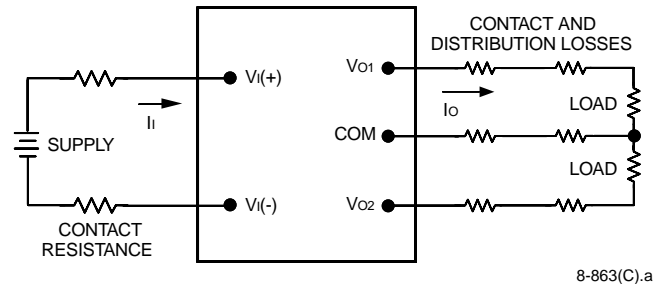 CONTACT AND
DISTRIBUTION LOSSES
VI(+)
VO1
II
IO
LOAD
SUPPLY
COM
LOAD
VI(-)
VO2
CONTACT
RESISTANCE
8-863(C).a